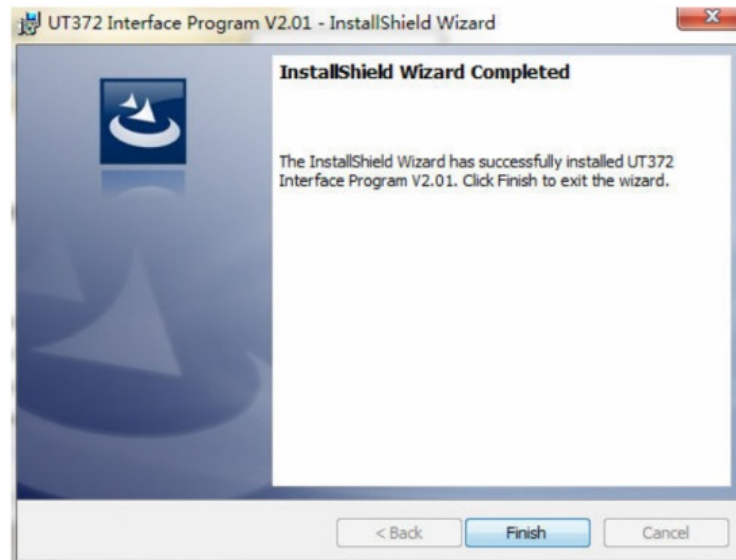 UT372 Interface Program V2.01 - InstallShield Wizard
InstallShield Wizard Completed
The InstallShield Wizard has successfully installed UT372
Interface Program V2.01. Click Finish to exit the wizard.
< Back
Finish
Cancel